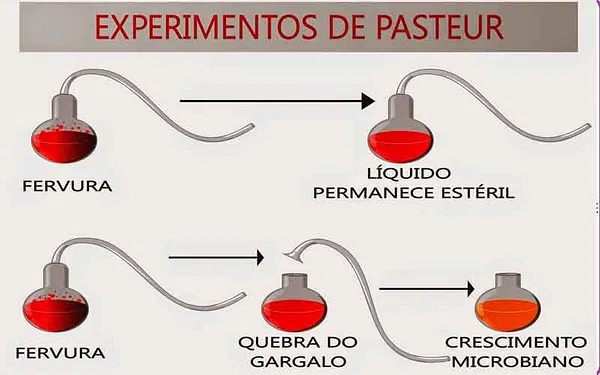 EXPERIMENTOS DE PASTEUR
FERVURA
LÍQUIDO
PERMANECE ESTÉRIL
FERVURA
QUEBRA DO
GARGALO
CRESCIMENTO
MICROBIANO